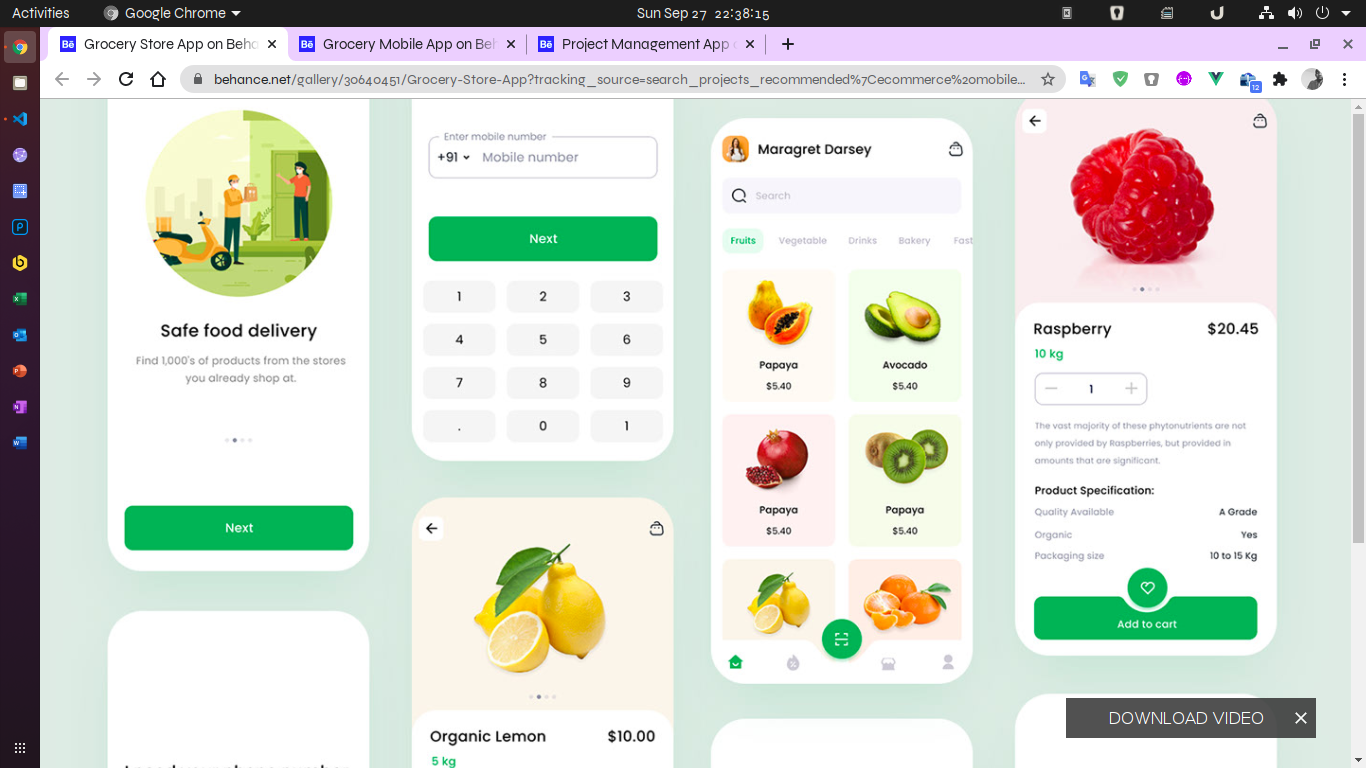 Activities
Google Chrome
Sun Sep 27 22:38:15
Grocery Store App on Beha
Grocery Mobile App on Beh
Project Management App
behance.net/gallery/30640451/Grocery-Store-App?tracking_source=search_projects_recommended%7Cecommerce%20mobile...
12
Safe food delivery
Find 1,000's of products from the stores
you already shop at.
Next
Enter mobile number
+91
Mobile number
Next
1 2 3
4 5 6
7 8 9
. 0 1
Organic Lemon
$10.00
5 kg
Maragret Darsey
Search
Fruits
Vegetable
Drinks
Bakery
Fast
Papaya
$5.40
Avocado
$5.40
Papaya
$5.40
Papaya
$5.40
Raspberry
$20.45
10 kg
1
The vast majority of these phytonutrients are not
only provided by Raspberries, but provided in
amounts that are significant.
Product Specification:
Quality Available
A Grade
Organic
Yes
Packaging size
10 to 15 Kg
Add to cart
DOWNLOAD VIDEO